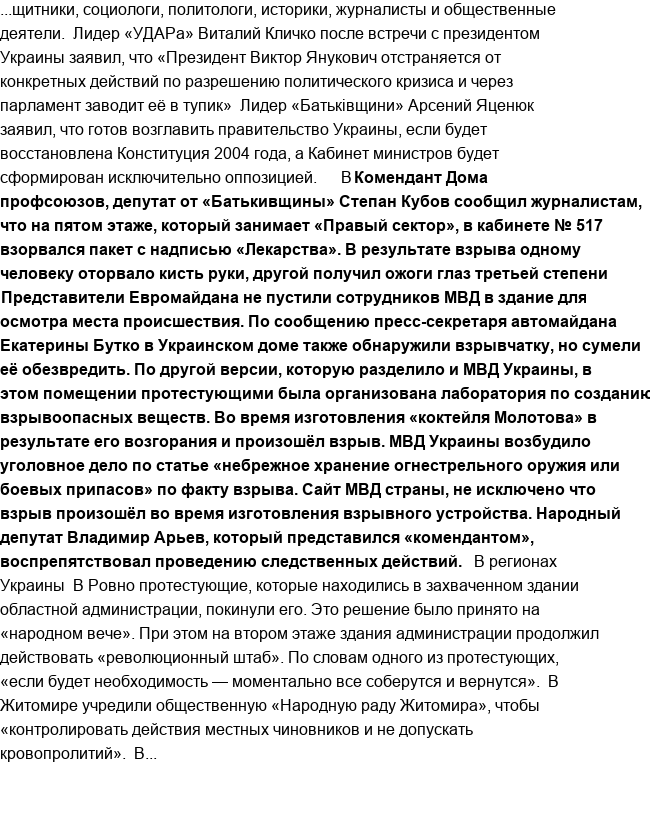 ...щитники, социологи, политологи, историки, журналисты и общественные
деятели.  Лидер «УДАРа» Виталий Кличко после встречи с президентом
Украины заявил, что «Президент Виктор Янукович отстраняется от
конкретных действий по разрешению политического кризиса и через
парламент заводит её в тупик»  Лидер «Батькiвщини» Арсений Яценюк
заявил, что готов возглавить правительство Украины, если будет
восстановлена Конституция 2004 года, а Кабинет министров будет
сформирован исключительно оппозицией.      В Комендант Дома
профсоюзов, депутат от «Батькивщины» Степан Кубов сообщил журналистам,
что на пятом этаже, который занимает «Правый сектор», в кабинете № 517
взорвался пакет с надписью «Лекарства». В результате взрыва одному
человеку оторвало кисть руки, другой получил ожоги глаз третьей степени
Представители Евромайдана не пустили сотрудников МВД в здание для
осмотра места происшествия. По сообщению пресс-секретаря автомайдана
Екатерины Бутко в Украинском доме также обнаружили взрывчатку, но сумели
её обезвредить. По другой версии, которую разделило и МВД Украины, в
этом помещении протестующими была организована лаборатория по созданию
взрывоопасных веществ. Во время изготовления «коктейля Молотова» в
результате его возгорания и произошёл взрыв. МВД Украины возбудило
уголовное дело по статье «небрежное хранение огнестрельного оружия или
боевых припасов» по факту взрыва. Сайт МВД страны, не исключено что
взрыв произошёл во время изготовления взрывного устройства. Народный
депутат Владимир Арьев, который представился «комендантом»,
воспрепятствовал проведению следственных действий.   В регионах
Украины  В Ровно протестующие, которые находились в захваченном здании
областной администрации, покинули его. Это решение было принято на
«народном вече». При этом на втором этаже здания администрации продолжил
действовать «революционный штаб». По словам одного из протестующих,
«если будет необходимость — моментально все соберутся и вернутся».  В
Житомире учредили общественную «Народную раду Житомира», чтобы
«контролировать действия местных чиновников и не допускать
кровопролитий».  В...